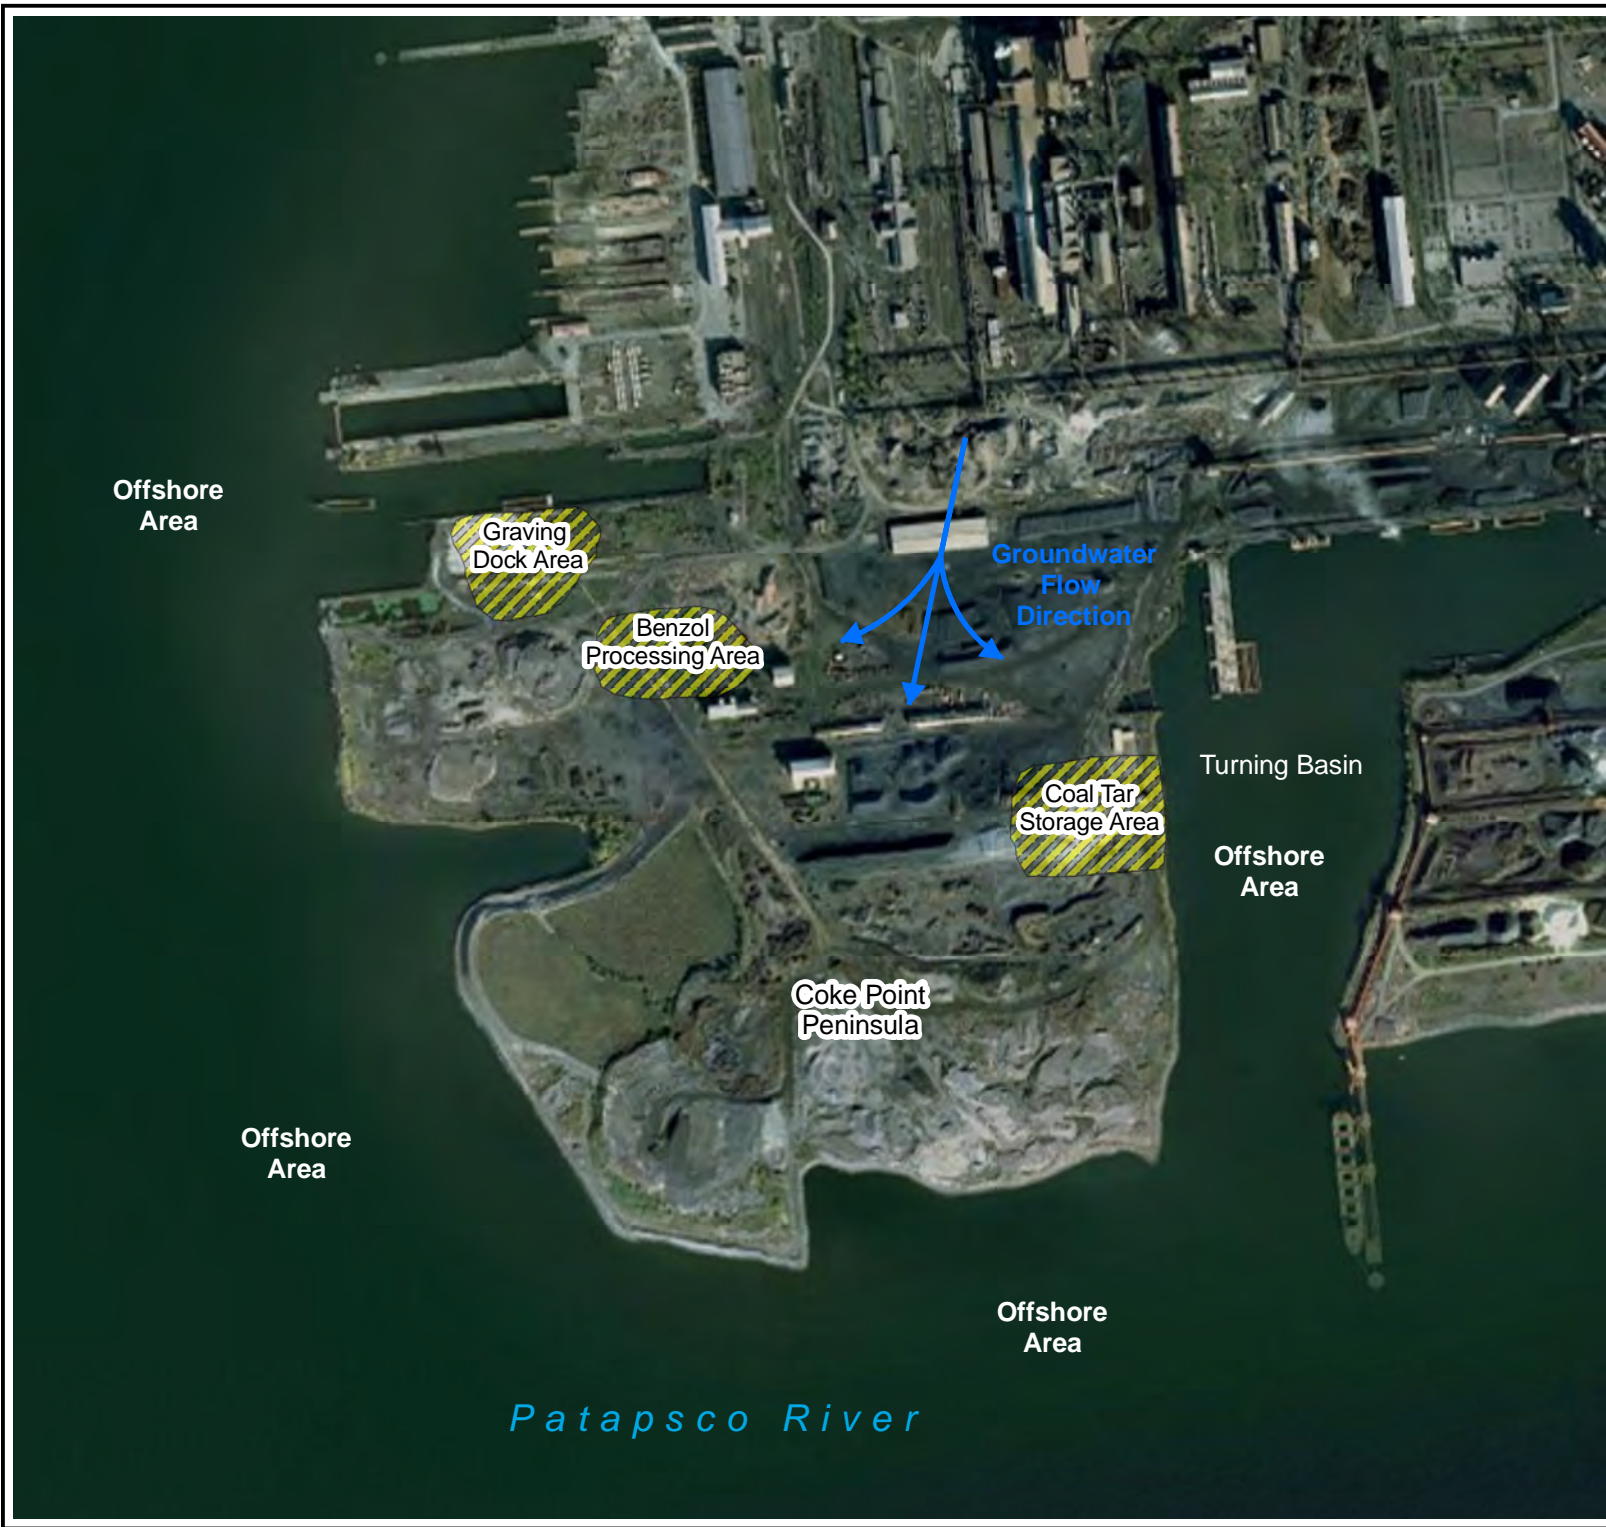 Offshore
Area
Graving
Dock Area
Groundwater
Flow
Direction
Benzol
Processing Area
Turning Basin
Coal Tar
Storage Area
Offshore
Area
Coke Point
Peninsula
Offshore
Area
Offshore
Area
Patapsco River